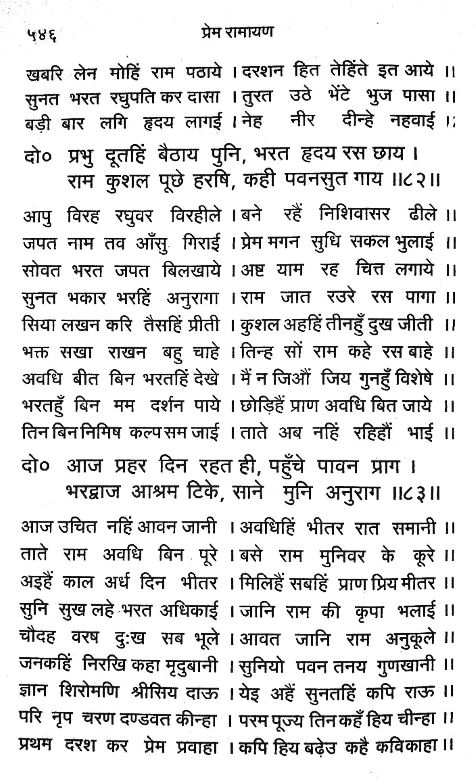 ५४६ प्रेम रामायण
खबरि लेन मोहिं राम पठाये । दरशन हित तेहिंते इत आये ।।
सुनत भरत रघुपति कर दासा । तुरत उठे भेंटे भुज पासा ।।
बड़ी बार लगि हृदय लागई । नेह नीर दीन्हे नहवाई ।।
दो० प्रभु दूतहिं बैठाय पुनि, भरत हृदय रस छाय ।
राम कुशल पूछे हरषि, कही पवनसुत गाय ।।८२।।
आपु विरह रघुवर विरहीले । बने रहैं निशिवासर ढीले ।।
जपत नाम तव आँसु गिराई । प्रेम मगन सुधि सकल भुलाई ।।
सोवत भरत जपत बिलखाये । अष्ट याम रह चित्त लगाये ।।
सुनत भकार भरहिं अनुरागा । राम जात रउरे रस पागा ।।
सिया लखन करि तैसहिं प्रीती । कुशल अहहिं तीनहुँ दुख जीती ।।
भक्त सखा राखन बहु चाहे । तिन्ह सों राम कहे रस बाहे ।।
अवधि बीत बिन भरतहिं देखे । मैं न जिऔं जिय गुनहुँ विशेषे ।।
भरतहुँ बिन मम दर्शन पाये । छोड़िहैं प्राण अवधि बित जाये ।।
तिन बिन निमिष कल्प सम जाई । ताते अब नहिं रहिहौं भाई ।।
दो० आज प्रहर दिन रहत ही, पहुँचे पावन प्राग ।
भरद्वाज आश्रम टिके, साने मुनि अनुराग ।।८३।।
आज उचित नहिं आवन जानी । अवधिहिं भीतर रात समानी ।।
ताते राम अवधि बिन पूरे । बसे राम मुनिवर के कूरे ।।
अइहैं काल अर्ध दिन भीतर । मिलिहैं सबहिं प्राण प्रिय मीतर ।।
सुनि सुख लहे भरत अधिकाई । जानि राम की कृपा भलाई ।।
चौदह वरष दुःख सब भूले । आवत जानि राम अनुकूले ।।
जनकहिं निरखि कहा मृदुबानी । सुनियो पवन तनय गुणखानी ।।
ज्ञान शिरोमणि श्रीसिय दाऊ । येइ अहैं सुनतहिं कपि राऊ ।।
परि नृप चरण दण्डवत कीन्हा । परम पूज्य तिन कहँ हिय चीन्हा ।।
प्रथम दरश कर प्रेम प्रवाहा । कपि हिय बढ़ेउ कहै कविकाहा ।।